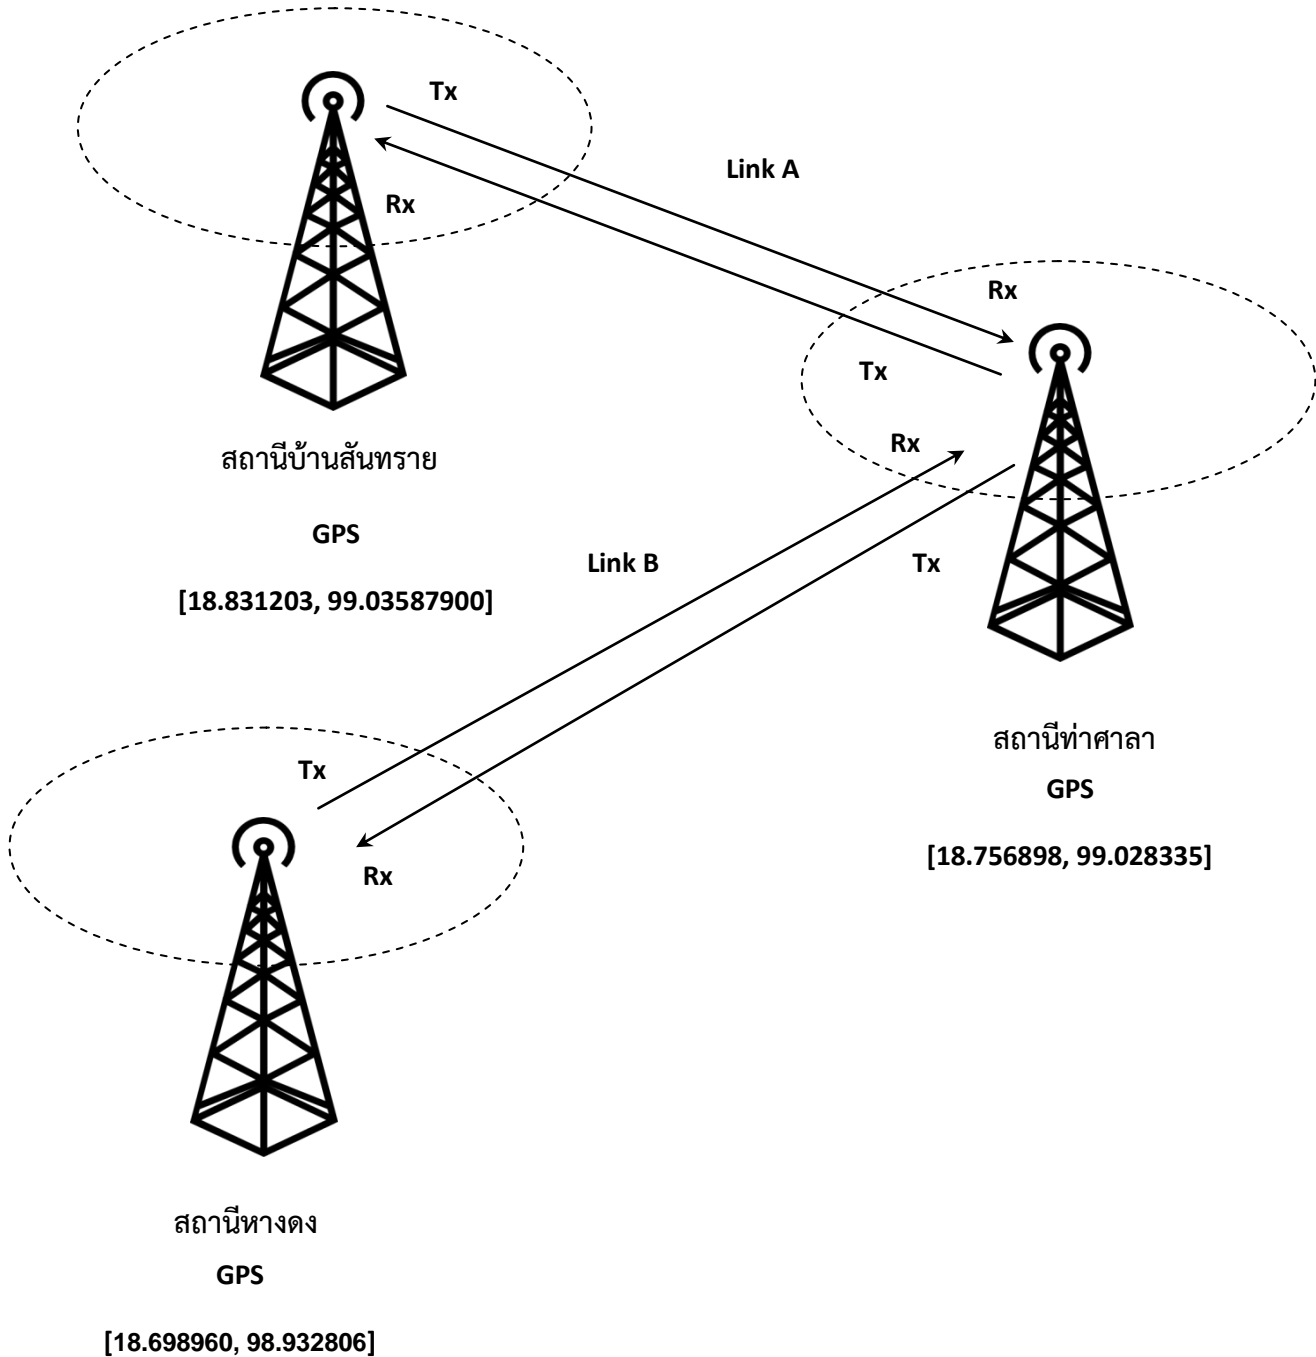 Tx
Link A
Rx
Rx
Tx
สถานีบ้านสันทราย
Rx
GPS
Link B
Tx
[18.831203, 99.03587900]
สถานีท่าศาลา
Tx
GPS
[18.756898, 99.028335]
Rx
สถานีหางดง
GPS
[18.698960, 98.932806]